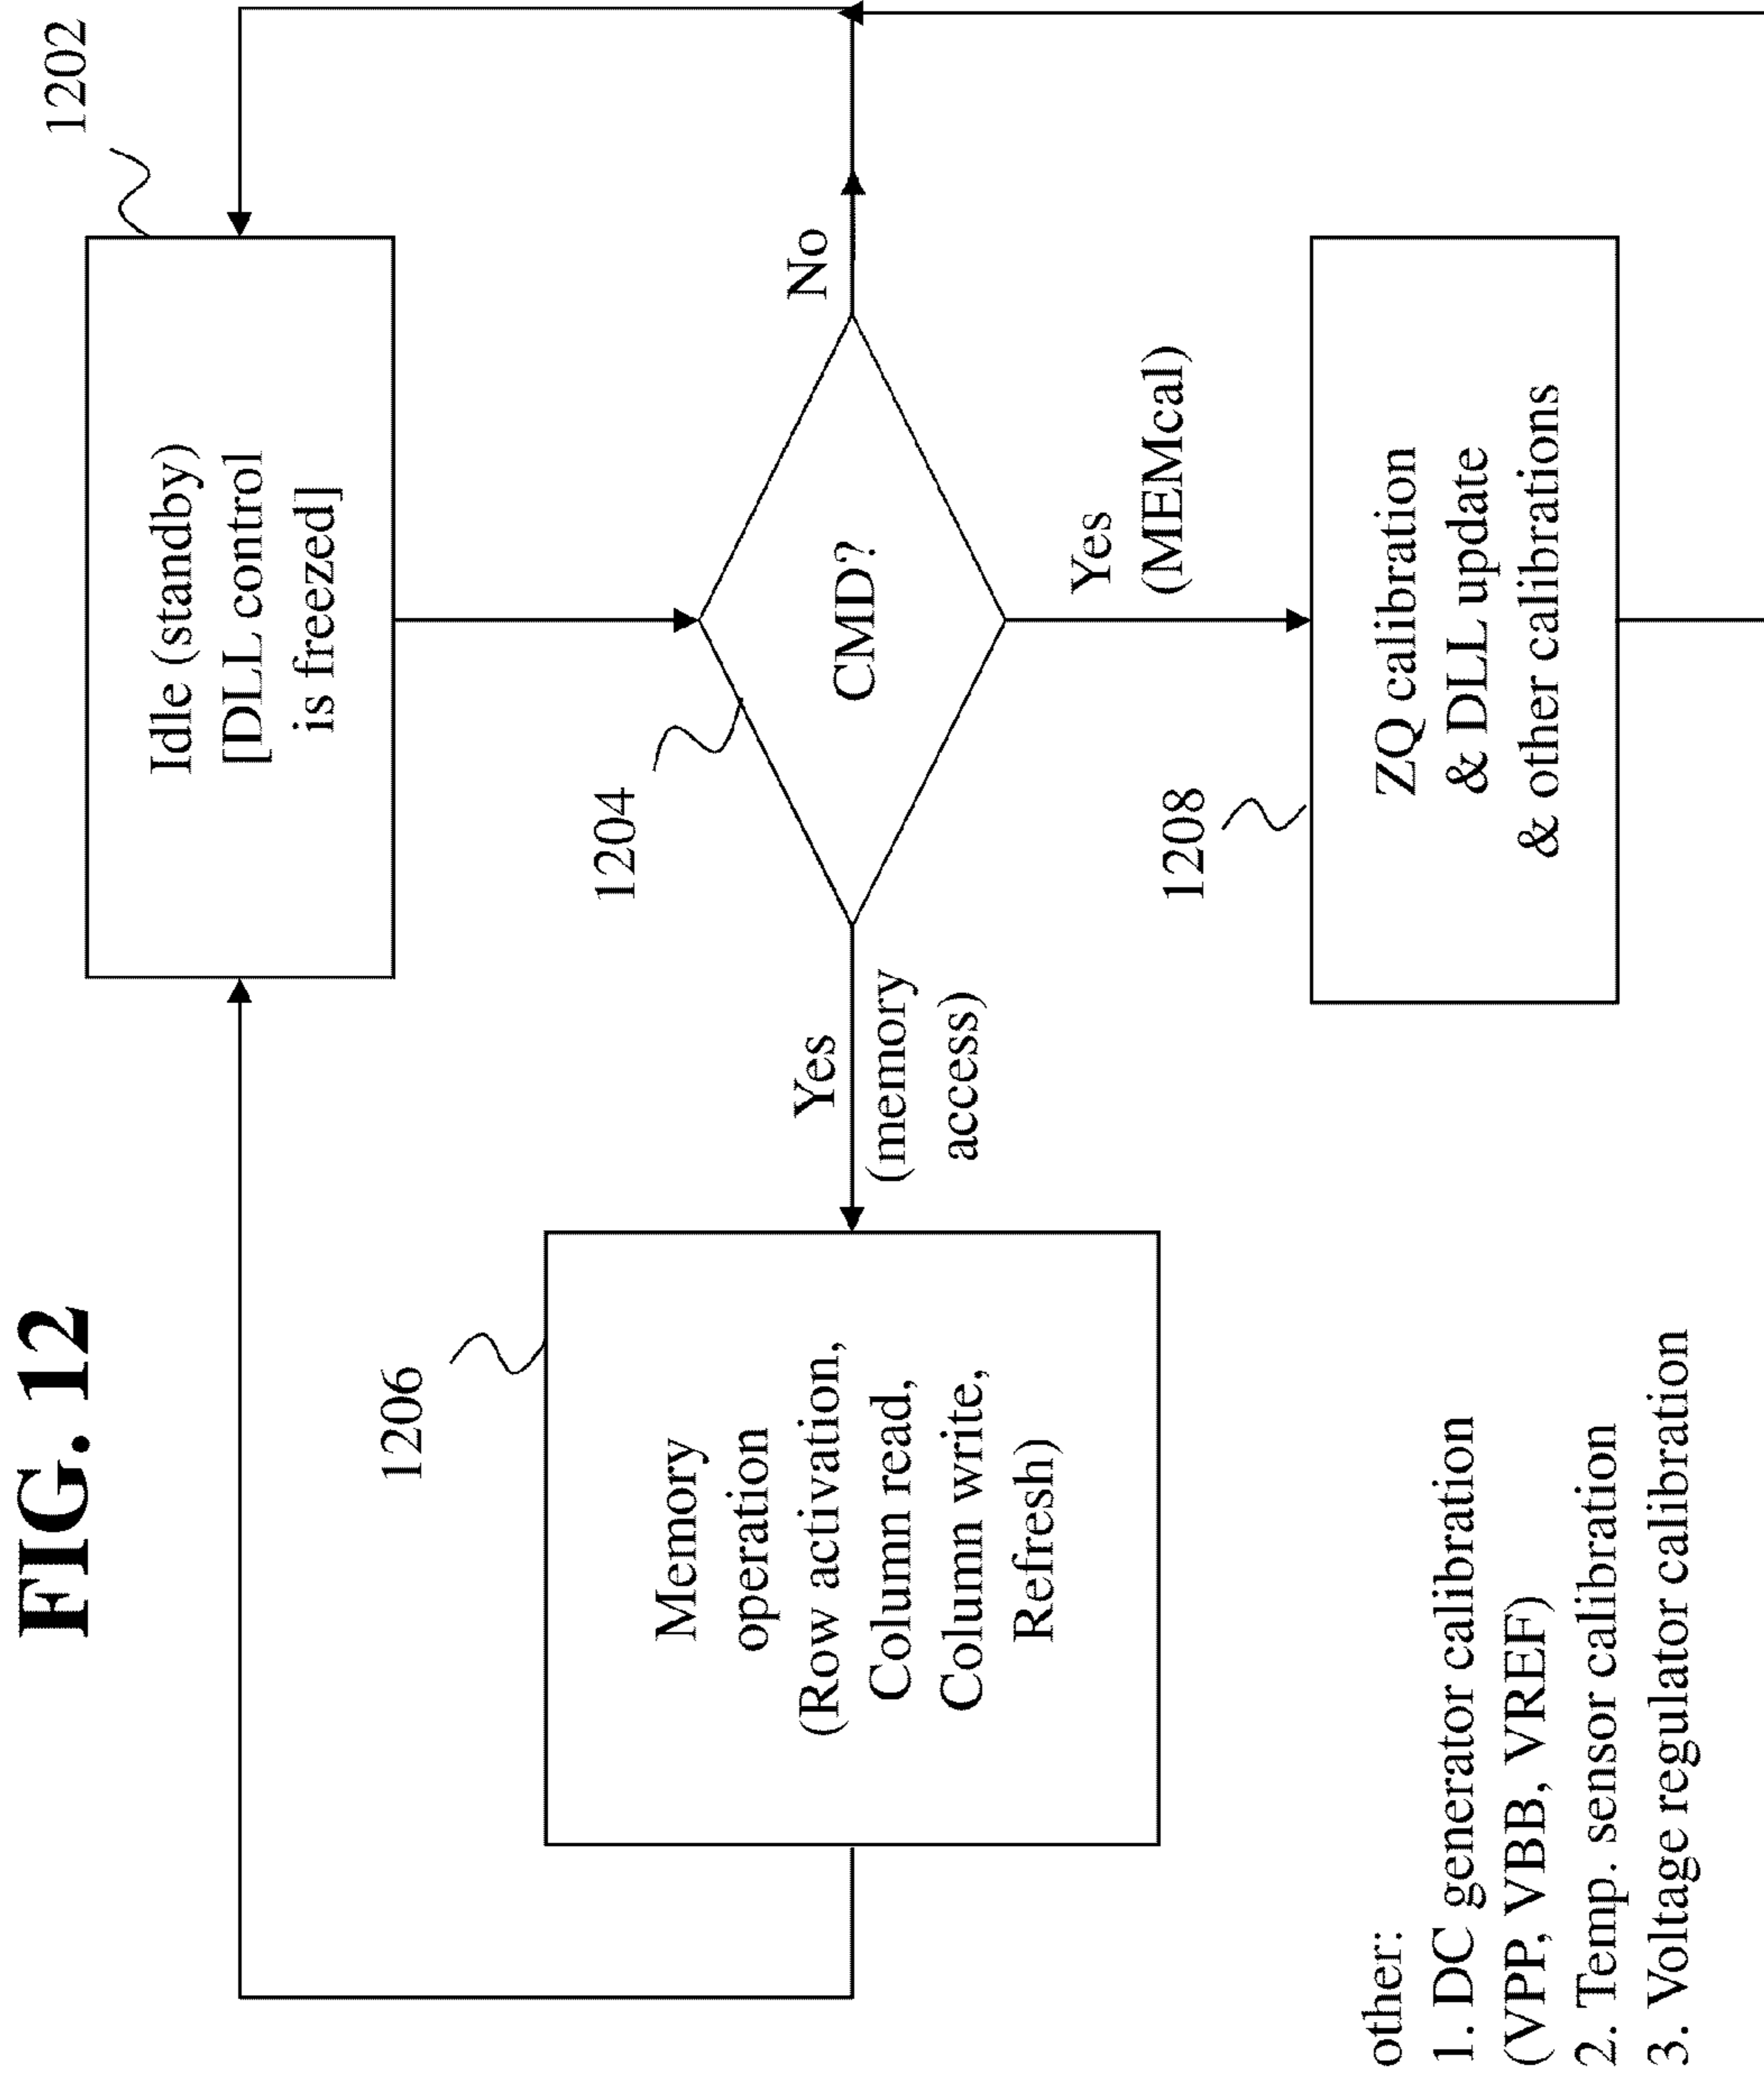 FIG. 12
1202
Idle (standby)
[DLL control
is freezed]
1204
CMD?
No
Yes
(memory
access)
Yes
(MEMcal)
1206
Memory
operation
(Row activation,
Column read,
Column write,
Refresh)
1208
ZQ calibration
& DLL update
& other calibrations
other:
1. DC generator calibration
(VPP, VBB, VREF)
2. Temp. sensor calibration
3. Voltage regulator calibration